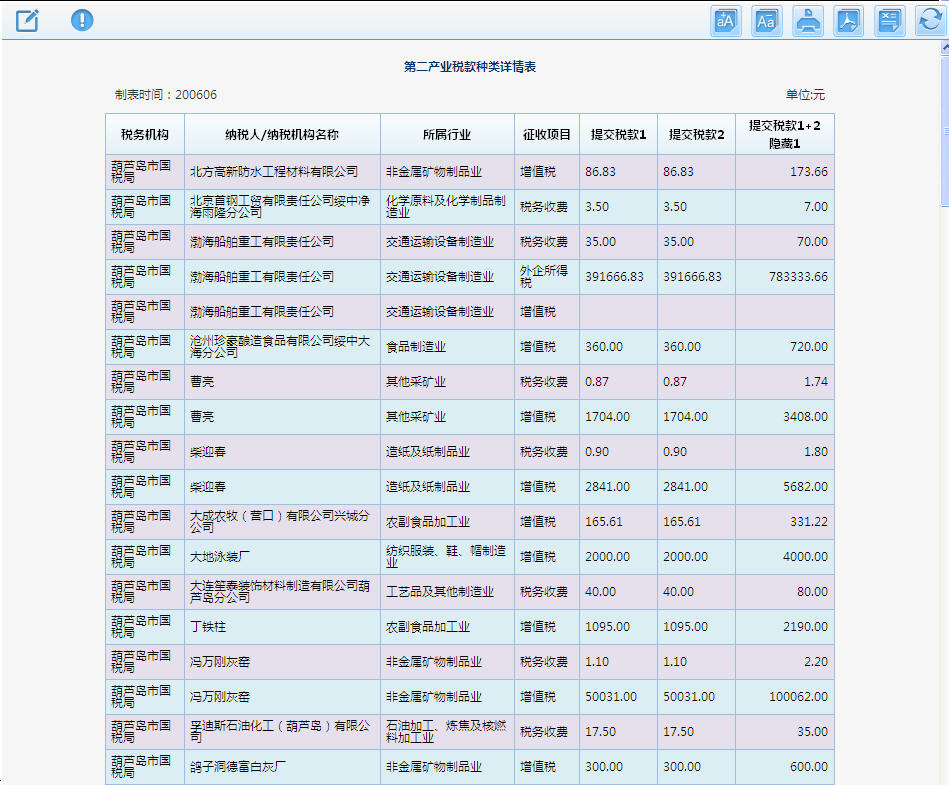 第二产业税款种类详情表
制表时间：200606 单位:元
税务机构 纳税人/纳税机构名称 所属行业 征收项目 提交税款1 提交税款2 提交税款1+2
隐藏1
葫芦岛市国
税局 北方高新防水工程材料有限公司 非金属矿物制品业 增值税 86.83 86.83 173.66
葫芦岛市国 北京首钢工贸有限责任公司绥中净 化学原料及化学制品制
税局 海雨隆分公司 造业 税务收费 3.50 3.50 7.00
葫芦岛市国
税局 渤海船舶重工有限责任公司 交通运输设备制造业 税务收费 35.00 35.00 70.00
葫芦岛市国 渤海船舶重工有限责任公司 交通运输设备制造业 外企所得 391666.83 391666.83 783333.66
税局 税
葫芦岛市国
税局 渤海船舶重工有限责任公司 交通运输设备制造业 增值税
葫芦岛市国 沧州珍豪酿造食品有限公司绥中大
税局 海分公司 食品制造业 增值税 360.00 360.00 720.00
葫芦岛市国
税局 曹亮 其他采矿业 税务收费 0.87 0.87 1.74
葫芦岛市国
税局 曹亮 其他采矿业 增值税 1704.00 1704.00 3408.00
葫芦岛市国
税局 柴迎春 造纸及纸制品业 税务收费 0.90 0.90 1.80
葫芦岛市国
税局 柴迎春 造纸及纸制品业 增值税 2841.00 2841.00 5682.00
葫芦岛市国 大成农牧（营口）有限公司兴城分
税局 公司 农副食品加工业 增值税 165.61 165.61 331.22
葫芦岛市国 纺织服装、鞋、帽制造
税局 大地泳装厂 业 增值税 2000.00 2000.00 4000.00
葫芦岛市国 大连笙泰装饰材料制造有限公司葫
税局 芦岛分公司 工艺品及其他制造业 税务收费 40.00 40.00 80.00
葫芦岛市国
税局 丁铁柱 农副食品加工业 增值税 1095.00 1095.00 2190.00
葫芦岛市国
税局 冯万刚灰窑 非金属矿物制品业 税务收费 1.10 1.10 2.20
葫芦岛市国
税局 冯万刚灰窑 非金属矿物制品业 增值税 50031.00 50031.00 100062.00
葫芦岛市国 孚迪斯石油化工（葫芦岛）有限公 石油加工、炼焦及核燃
税局 司 料加工业 税务收费 17.50 17.50 35.00
葫芦岛市国
税局 鸽子洞德富白灰厂 非金属矿物制品业 增值税 300.00 300.00 600.00